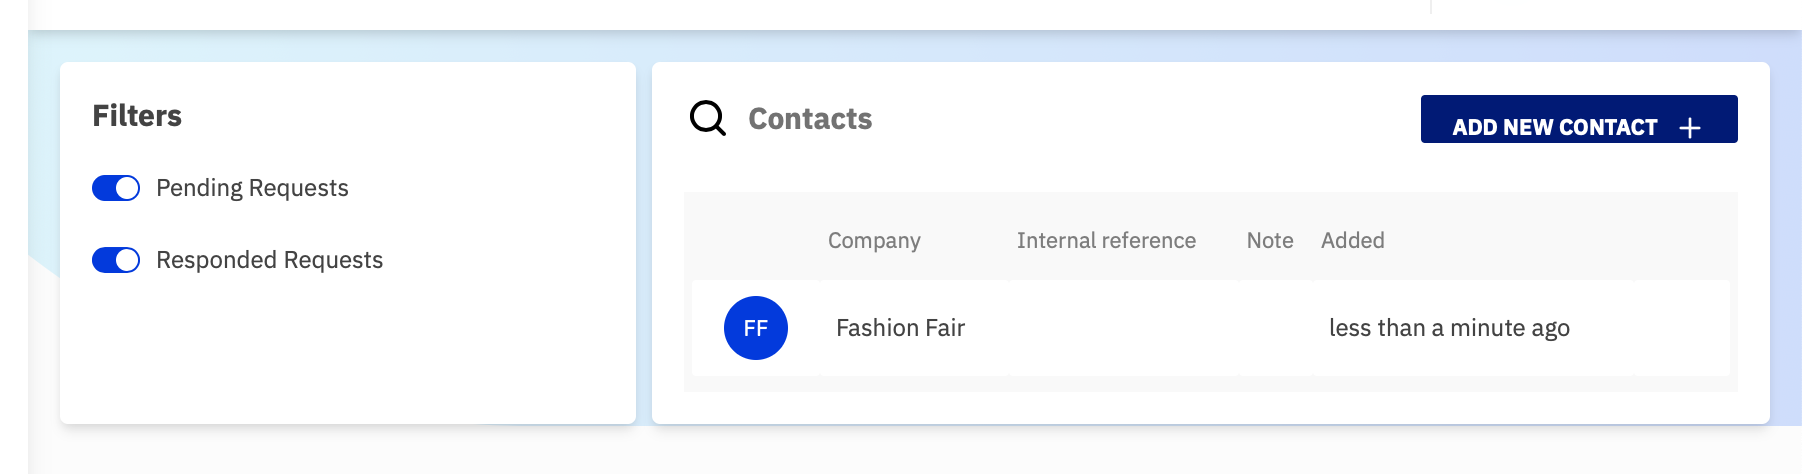 Filters
Pending Requests
Responded Requests
Contacts
ADD NEW CONTACT +
Company Internal reference Note Added
FF Fashion Fair less than a minute ago